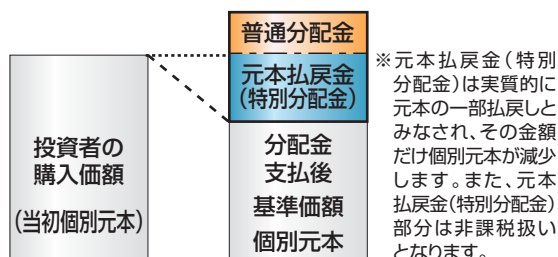 普通分配金
元本払戻金
(特別分配金)
投資者の
購入価額
(当初個別元本)
分配金
支払後
基準価額
個別元本
※元本払戻金(特別
分配金)は実質的に
元本の一部払戻しと
みなされ、その金額
だけ個別元本が減少
します。また、元本
払戻金(特別分配金)
部分は非課税扱い
となります。